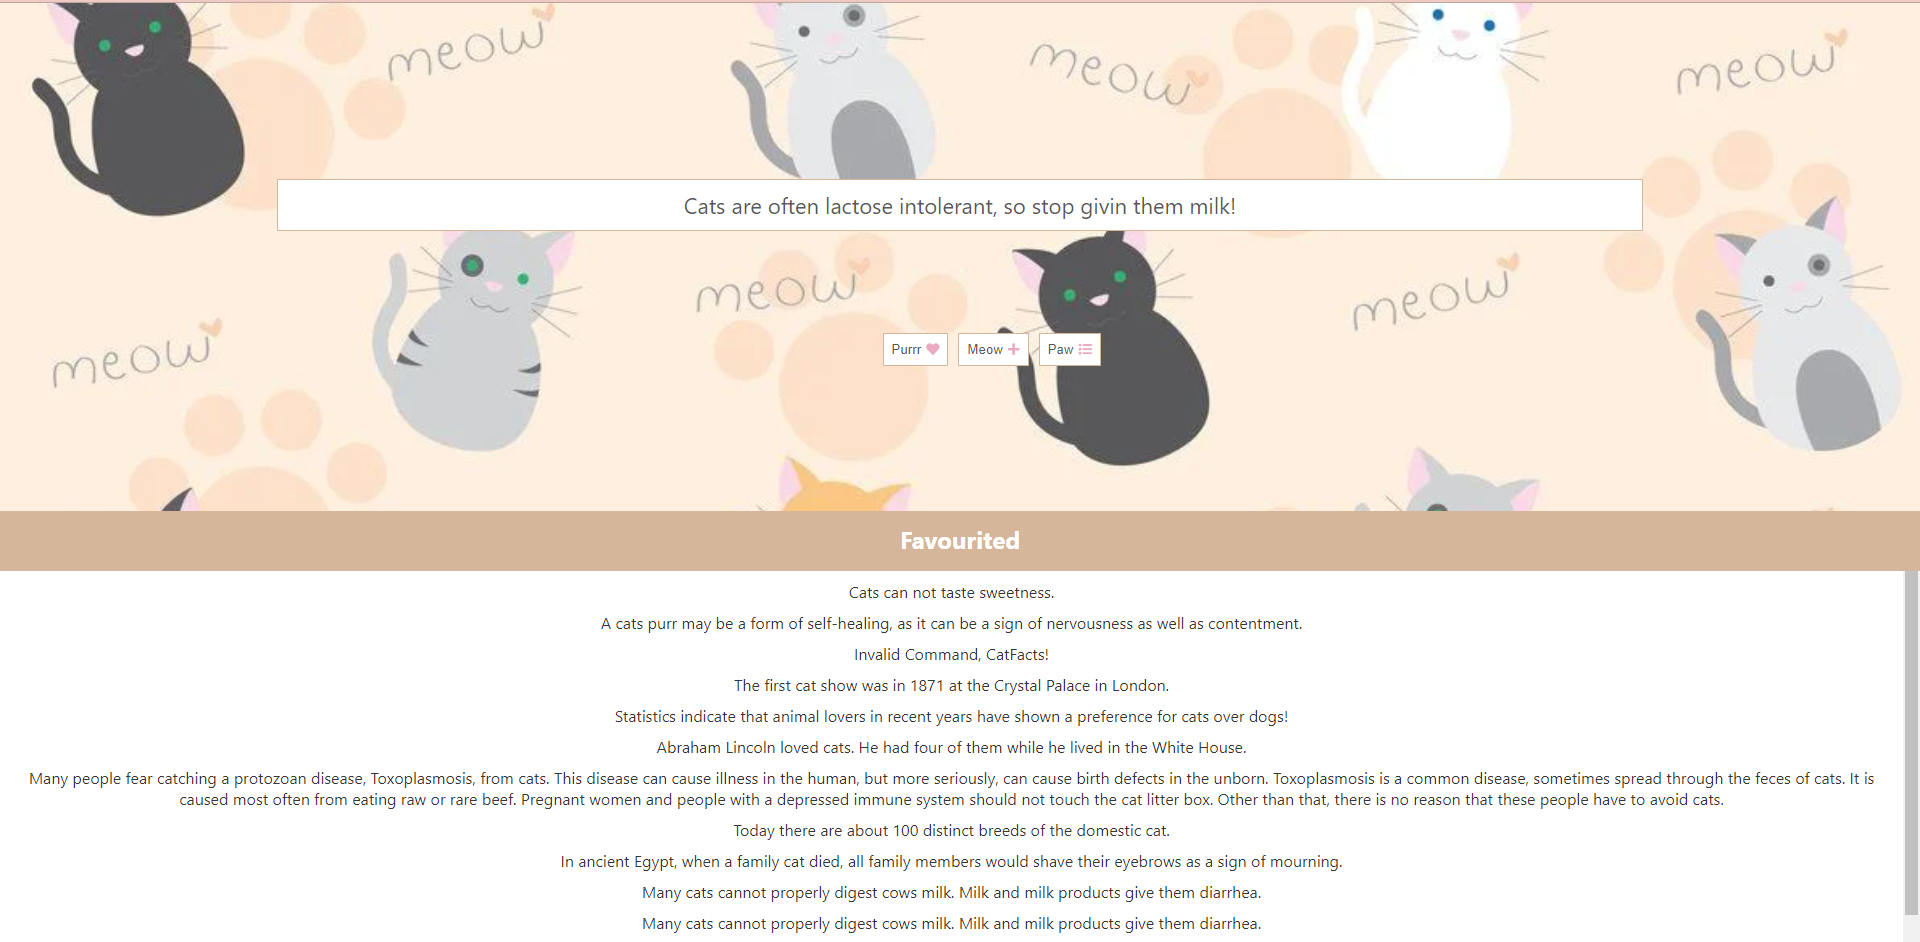 meow
meow
meow
Cats are often lactose intolerant, so stop givin them milk!
meow
meow
meow
Purrr
Meow
Paw
Favourited
Cats can not taste sweetness.
A cats purr may be a form of self-healing, as it can be a sign of nervousness as well as contentment.
Invalid Command, CatFacts!
The first cat show was in 1871 at the Crystal Palace in London.
Statistics indicate that animal lovers in recent years have shown a preference for cats over dogs!
Abraham Lincoln loved cats. He had four of them while he lived in the White House.
Many people fear catching a protozoan disease, Toxoplasmosis, from cats. This disease can cause illness in the human, but more seriously, can cause birth defects in the unborn. Toxoplasmosis is a common disease, sometimes spread through the feces of cats. It is
caused most often from eating raw or rare beef. Pregnant women and people with a depressed immune system should not touch the cat litter box. Other than that, there is no reason that these people have to avoid cats.
Today there are about 100 distinct breeds of the domestic cat.
In ancient Egypt, when a family cat died, all family members would shave their eyebrows as a sign of mourning.
Many cats cannot properly digest cows milk. Milk and milk products give them diarrhea.
Many cats cannot properly digest cows milk. Milk and milk products give them diarrhea.